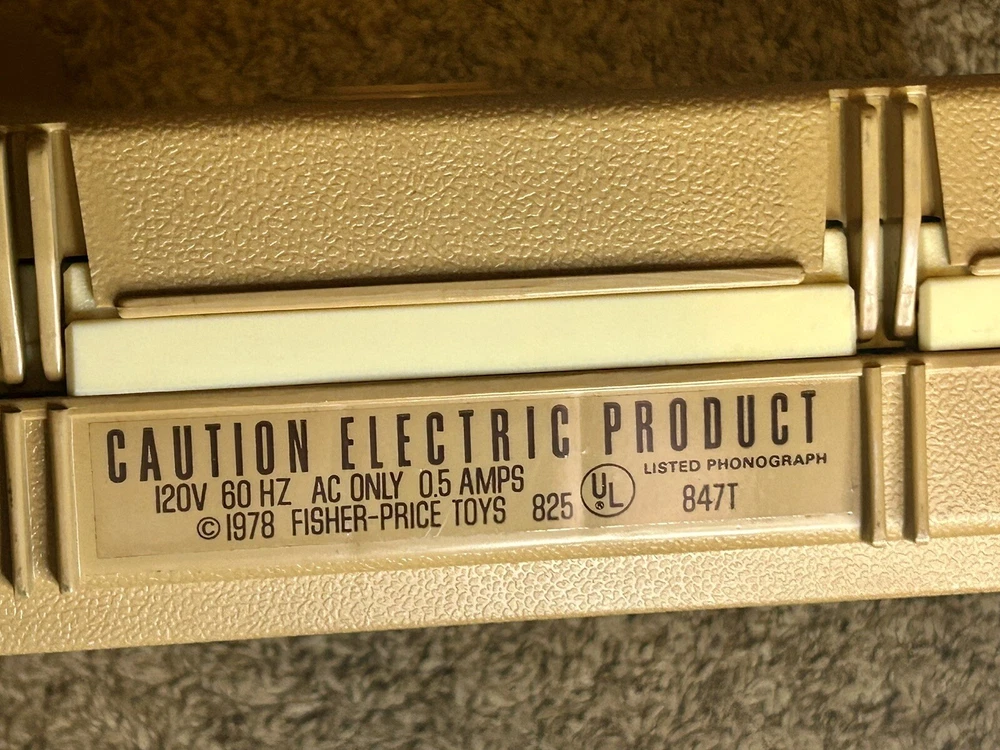 CAUTION ELECTRIC PRODUCT
120V 60 HZ AC ONLY 0.5 AMPS
©1978 FISHER-PRICE TOYS 825
UL®
LISTED PHONOGRAPH
847T